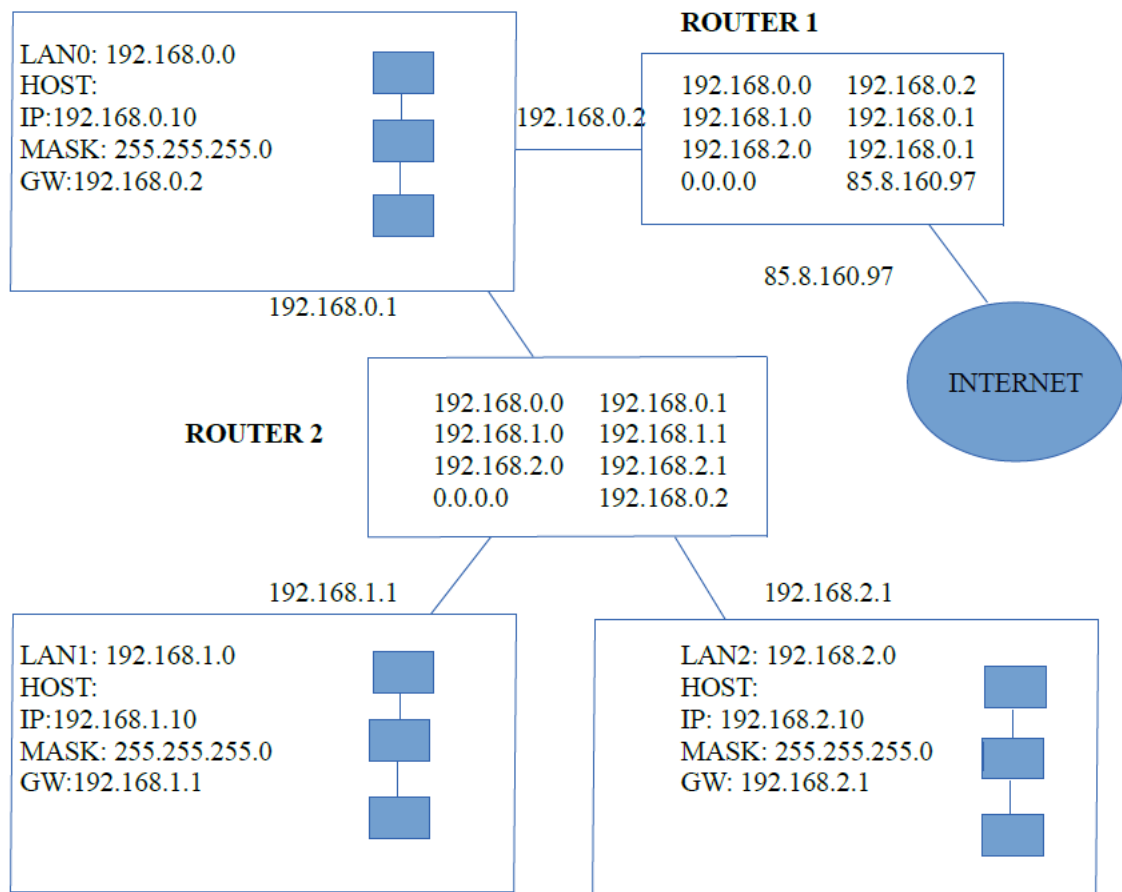 ROUTER 1
LAN0: 192.168.0.0
HOST:
IP:192.168.0.10
MASK: 255.255.255.0
GW:192.168.0.2
192.168.0.2
192.168.0.0 192.168.0.2
192.168.1.0 192.168.0.1
192.168.2.0 192.168.0.1
0.0.0.0 85.8.160.97
85.8.160.97
192.168.0.1
INTERNET
ROUTER 2
192.168.0.0 192.168.0.1
192.168.1.0 192.168.1.1
192.168.2.0 192.168.2.1
0.0.0.0 192.168.0.2
192.168.1.1
192.168.2.1
LAN1: 192.168.1.0
HOST:
IP:192.168.1.10
MASK: 255.255.255.0
GW:192.168.1.1
LAN2: 192.168.2.0
HOST:
IP: 192.168.2.10
MASK: 255.255.255.0
GW: 192.168.2.1